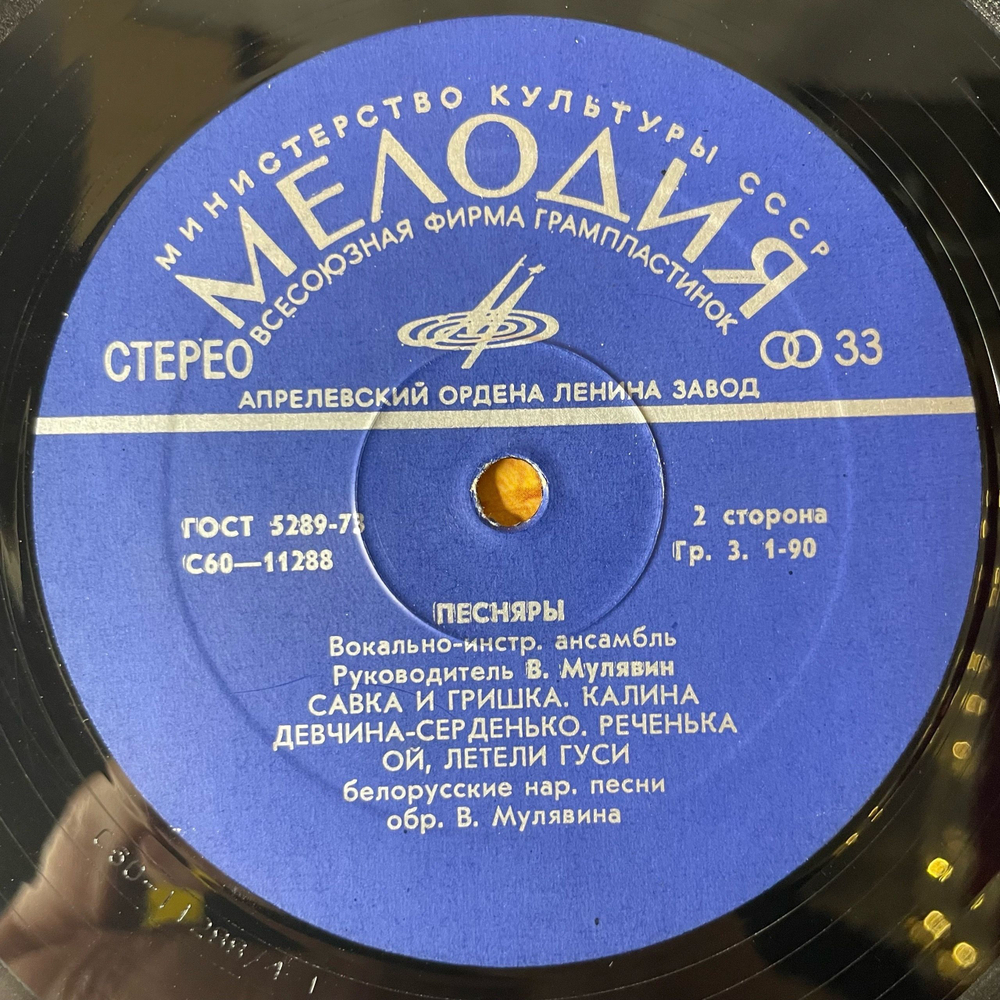 МИНИСТЕРСТВО КУЛЬТУРЫ СССР
МЕЛОДИЯ
ВСЕСОЮЗНАЯ ФИРМА ГРАМПЛАСТИНОК
СТЕРЕО
33
АПРЕЛЕВСКИЙ ОРДЕНА ЛЕНИНА ЗАВОД
ГОСТ 5289-73
2 сторона
С60—11288
Гр. 3. 1-90
ПЕСНЯРЫ
Вокально-инстр. ансамбль
Руководитель В. Мулявин
САВКА И ГРИШКА. КАЛИНА
ДЕВЧИНА-СЕРДЕНЬКО. РЕЧЕНЬКА
ОЙ, ЛЕТЕЛИ ГУСИ
белорусские нар. песни
обр. В. Мулявина